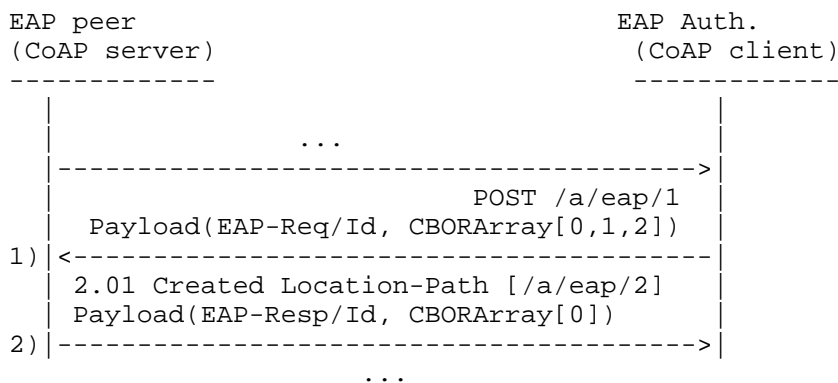 EAP peer                                      EAP Auth.
(CoAP server)                          (CoAP client)
-------------                          -------------
...
---------------------------------------->
POST /a/eap/1
Payload(EAP-Req/Id, CBORArray[0,1,2])
1)|<----------------------------------------|
2.01 Created Location-Path [/a/eap/2]
Payload(EAP-Resp/Id, CBORArray[0])
2)|---------------------------------------->|
...